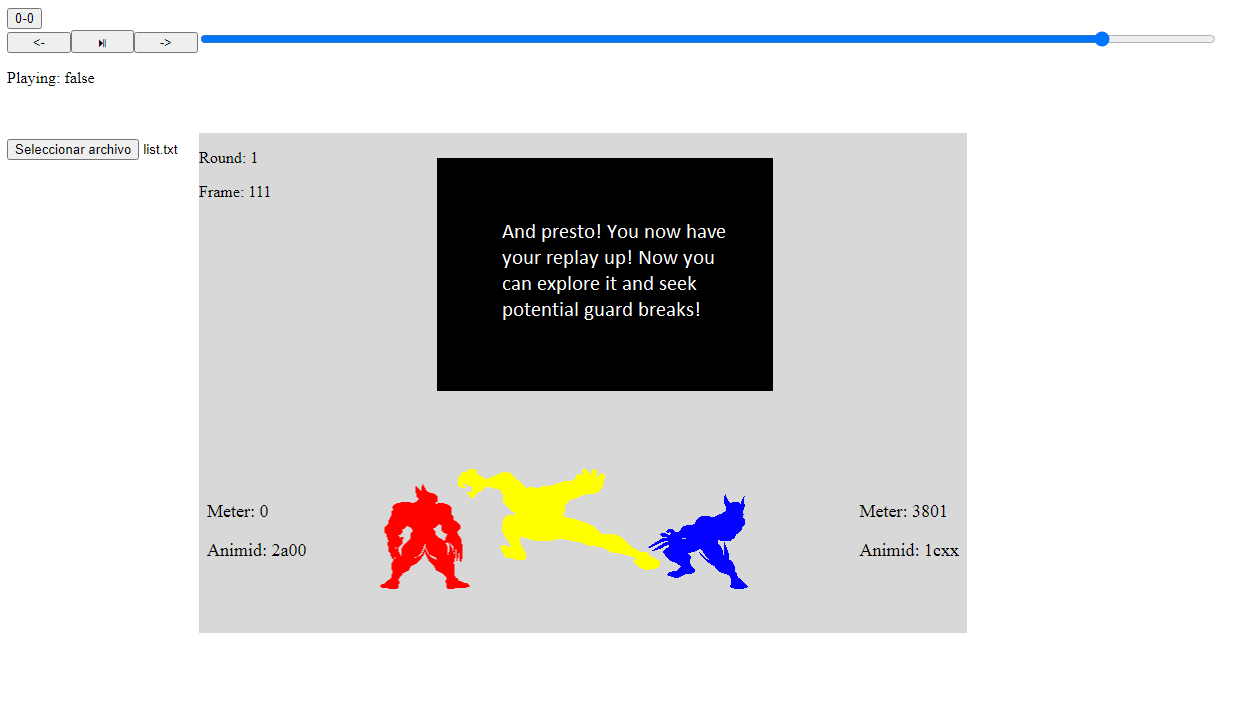 0-0
<- ⏯ ->
Playing: false
Seleccionar archivo list.txt
Round: 1
Frame: 111
And presto! You now have
your replay up! Now you
can explore it and seek
potential guard breaks!
Meter: 0
Animid: 2a00
Meter: 3801
Animid: 1cxx